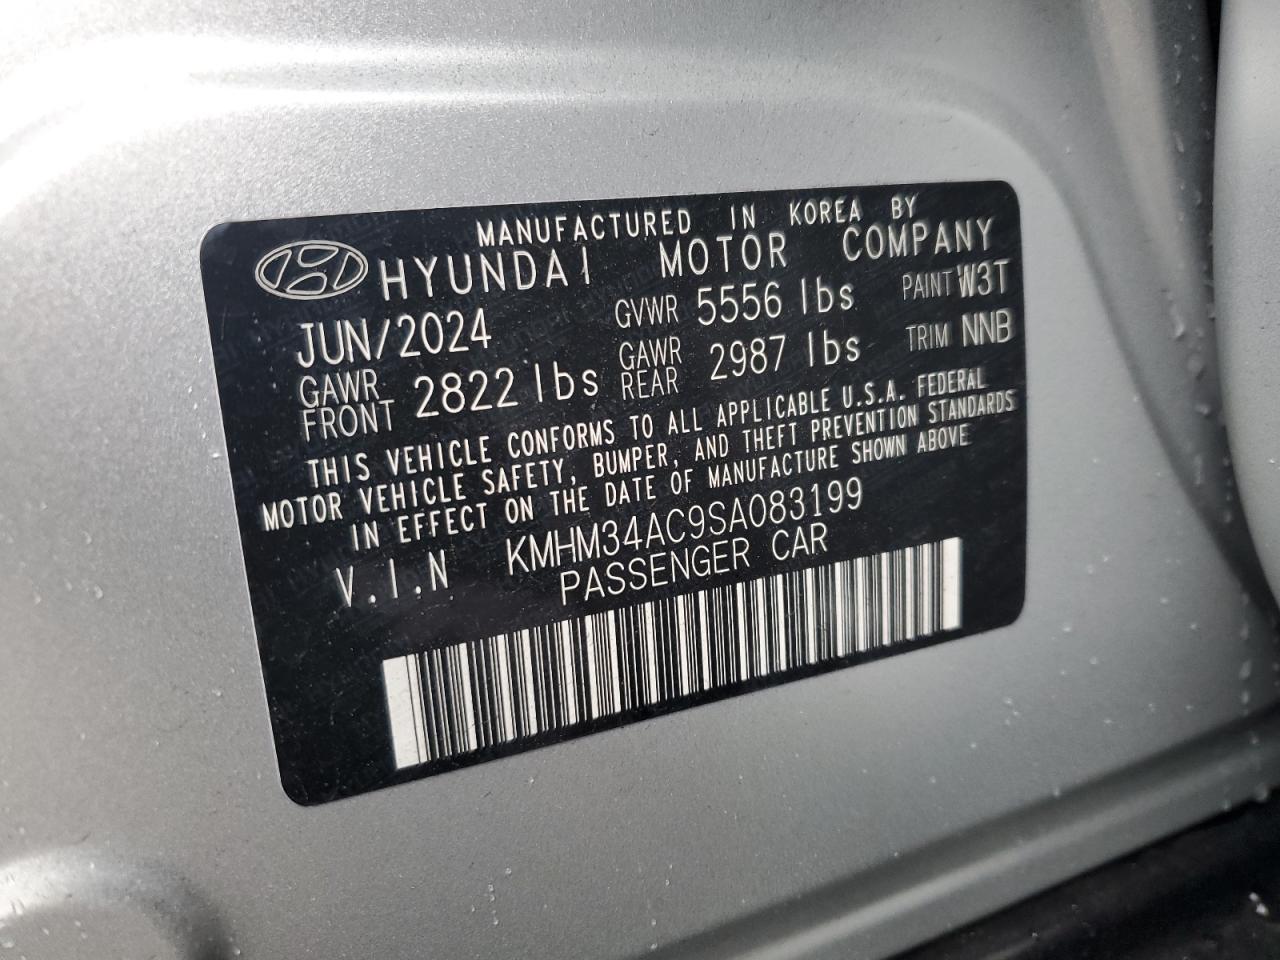 MANUFACTURED IN KOREA BY
HYUNDAI MOTOR COMPANY
JUN/2024 GVWR 5556 lbs PAINT W3T
GAWR FRONT 2822 lbs GAWR REAR 2987 lbs TRIM NNB
THIS VEHICLE CONFORMS TO ALL APPLICABLE U.S.A. FEDERAL
MOTOR VEHICLE SAFETY, BUMPER, AND THEFT PREVENTION STANDARDS
IN EFFECT ON THE DATE OF MANUFACTURE SHOWN ABOVE
V.I.N KMHM34AC9SA083199
PASSENGER CAR